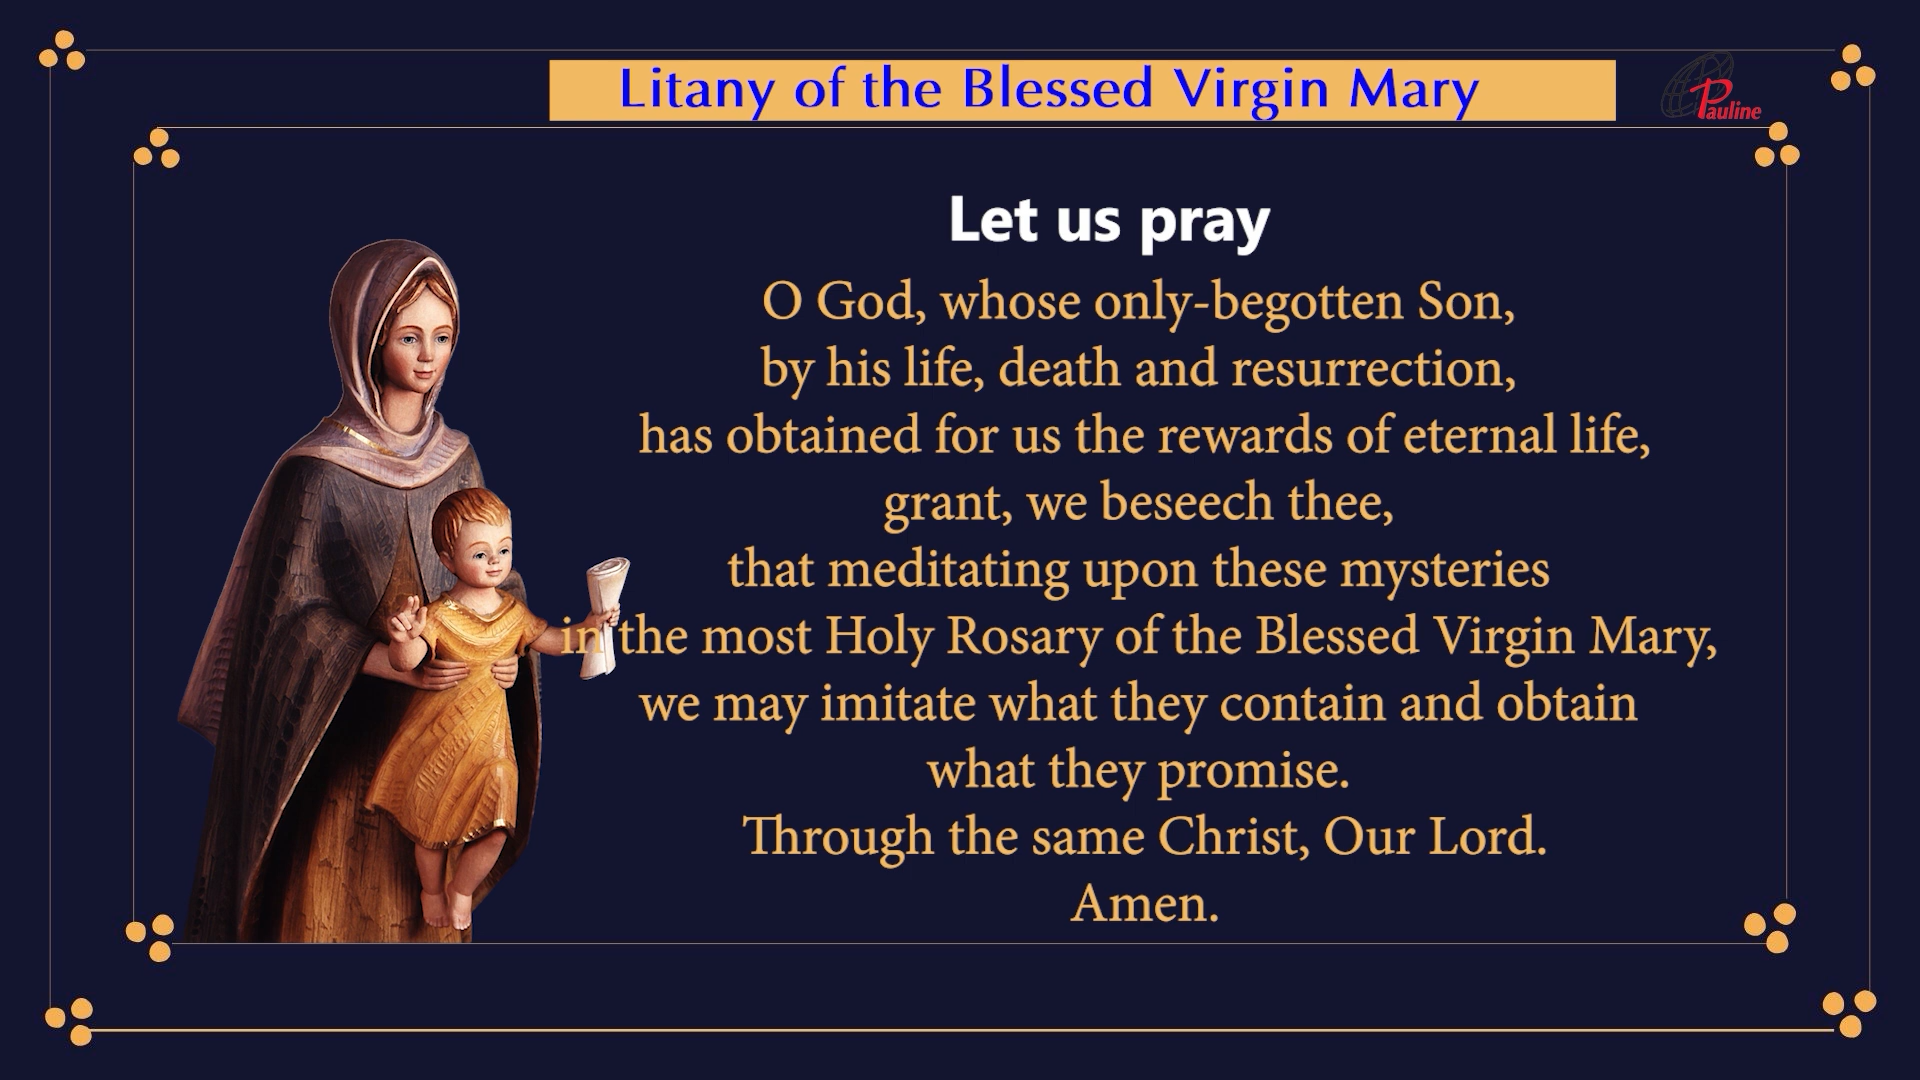 Litany of the Blessed Virgin Mary
Pauline
Let us pray
O God, whose only-begotten Son,
by his life, death and resurrection,
has obtained for us the rewards of eternal life,
grant, we beseech thee,
that meditating upon these mysteries
in the most Holy Rosary of the Blessed Virgin Mary,
we may imitate what they contain and obtain
what they promise.
Through the same Christ, Our Lord.
Amen.